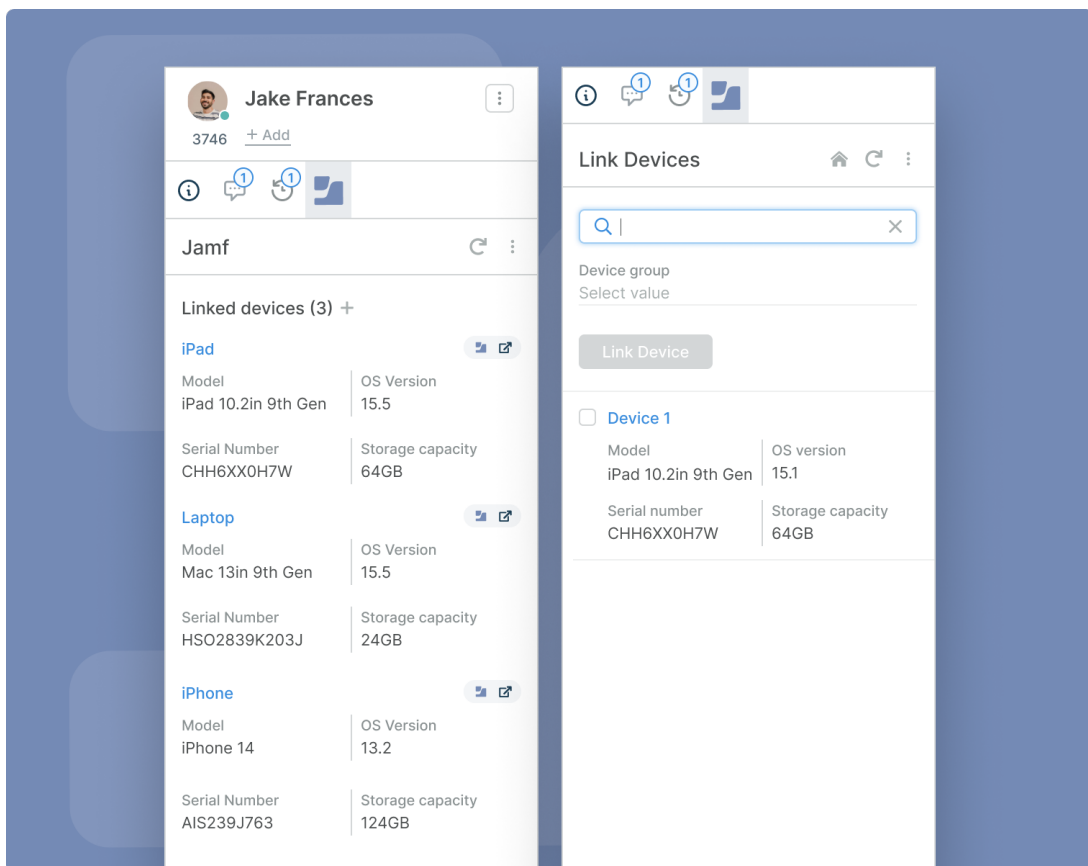 Jake Frances
3746 + Add
1 1
Jamf
Linked devices (3) +
iPad
Model OS Version
iPad 10.2in 9th Gen 15.5
Serial Number Storage capacity
CHH6XX0H7W 64GB
Laptop
Model OS Version
Mac 13in 9th Gen 15.5
Serial Number Storage capacity
HSO2839K203J 24GB
iPhone
Model OS Version
iPhone 14 13.2
Serial Number Storage capacity
AIS239J763 124GB
1 1
Link Devices
Device group
Select value
Link Device
Device 1
Model OS version
iPad 10.2in 9th Gen 15.1
Serial number Storage capacity
CHH6XX0H7W 64GB